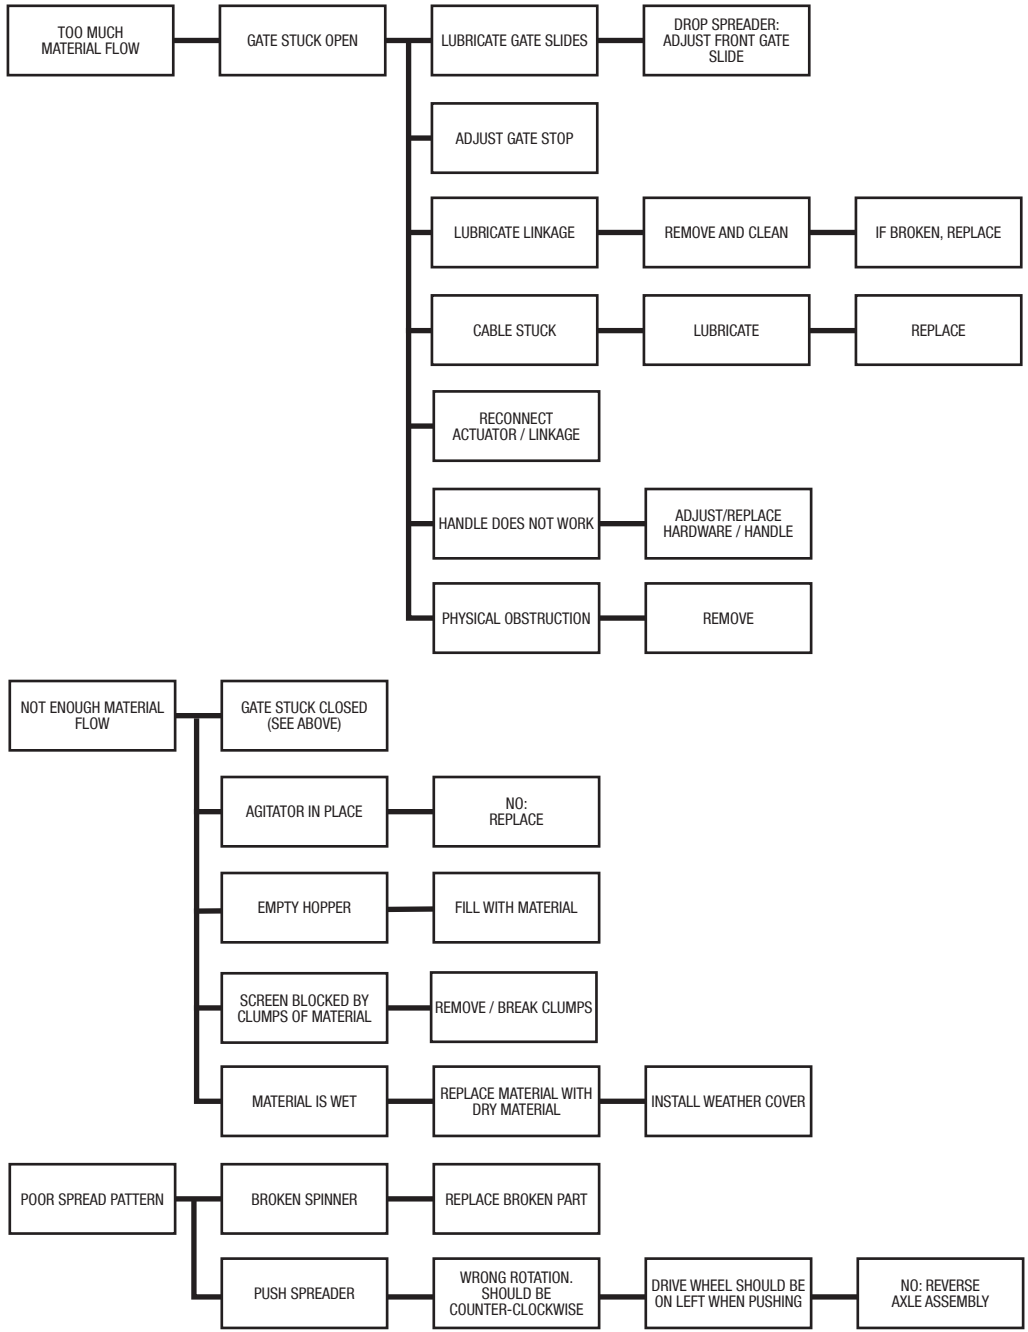 TOO MUCH
MATERIAL FLOW
GATE STUCK OPEN
LUBRICATE GATE SLIDES
DROP SPREADER:
ADJUST FRONT GATE
SLIDE
ADJUST GATE STOP
LUBRICATE LINKAGE
REMOVE AND CLEAN
IF BROKEN, REPLACE
CABLE STUCK
LUBRICATE
REPLACE
RECONNECT
ACTUATOR / LINKAGE
HANDLE DOES NOT WORK
ADJUST/REPLACE
HARDWARE / HANDLE
PHYSICAL OBSTRUCTION
REMOVE
NOT ENOUGH MATERIAL
FLOW
GATE STUCK CLOSED
(SEE ABOVE)
AGITATOR IN PLACE
NO:
REPLACE
EMPTY HOPPER
FILL WITH MATERIAL
SCREEN BLOCKED BY
CLUMPS OF MATERIAL
REMOVE / BREAK CLUMPS
MATERIAL IS WET
REPLACE MATERIAL WITH
DRY MATERIAL
INSTALL WEATHER COVER
POOR SPREAD PATTERN
BROKEN SPINNER
REPLACE BROKEN PART
PUSH SPREADER
WRONG ROTATION.
SHOULD BE
COUNTER-CLOCKWISE
DRIVE WHEEL SHOULD BE
ON LEFT WHEN PUSHING
NO: REVERSE
AXLE ASSEMBLY